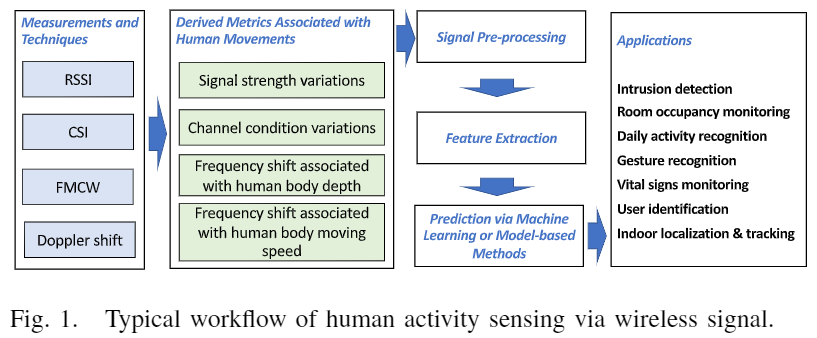 Measurements and
Techniques
RSSI
CSI
FMCW
Doppler shift
Derived Metrics Associated with
Human Movements
Signal strength variations
Channel condition variations
Frequency shift associated
with human body depth
Frequency shift associated
with human body moving
speed
Signal Pre-processing
Feature Extraction
Prediction via Machine
Learning or Model-based
Methods
Applications
Intrusion detection
Room occupancy monitoring
Daily activity recognition
Gesture recognition
Vital signs monitoring
User identification
Indoor localization & tracking
Fig. 1. Typical workflow of human activity sensing via wireless signal.